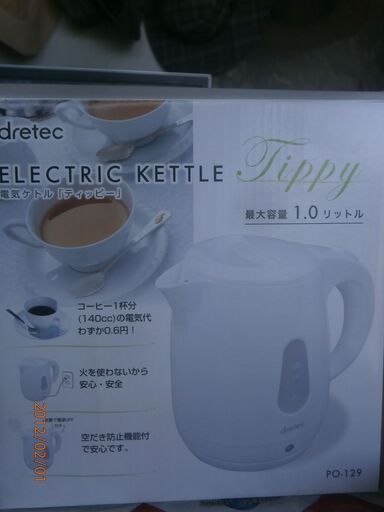 dretec
ELECTRIC KETTLE Tippy
電気ケトル「ティッピー」
最大容量 1.0 リットル
コーヒー1杯分
(140cc)の電気代
わずか0.6円！
火を使わないから
安心・安全
空だき防止機能付
で安心です。
dretec
PO-129
2012/02/01